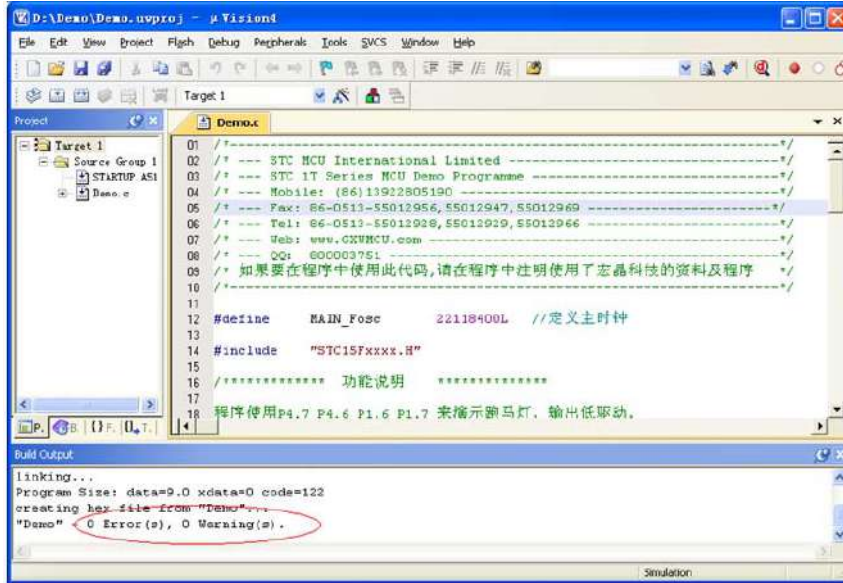 D:\Demo\Demo.uvproj - µVision4
File Edit View Project Flash Debug Peripherals Tools SVCS Window Help
Target 1
Project
Demo.c
Target 1
Source Group 1
STARTUP.A51
Demo.c
01 /*---------------------------------------------------------------------*/
02 /* --- STC MCU International Limited ----------------------------------*/
03 /* --- STC 1T Series MCU Demo Programme -------------------------------*/
04 /* --- Mobile: (86)13922805190 ----------------------------------------*/
05 /* --- Fax: 86-0513-55012956,55012947,55012969 ------------------------*/
06 /* --- Tel: 86-0513-55012928,55012929,55012966 ------------------------*/
07 /* --- Web: www.GXWMCU.com --------------------------------------------*/
08 /* --- QQ: 800003751 -------------------------------------------------*/
09 /* 如果要在程序中使用此代码,请在程序中注明使用了宏晶科技的资料及程序 */
10 /*---------------------------------------------------------------------*/
11
12 #define MAIN_Fosc 22118400L //定义主时钟
13
14 #include "STC15Fxxxx.H"
15
16 /************* 功能说明 **************
17
18 程序使用P4.7 P4.6 P1.6 P1.7 来演示跑马灯,输出低驱动。
P. B. {} F. T.
Build Output
linking...
Program Size: data=9.0 xdata=0 code=122
creating hex file from "Demo"...
"Demo" - 0 Error(s), 0 Warning(s).
Simulation